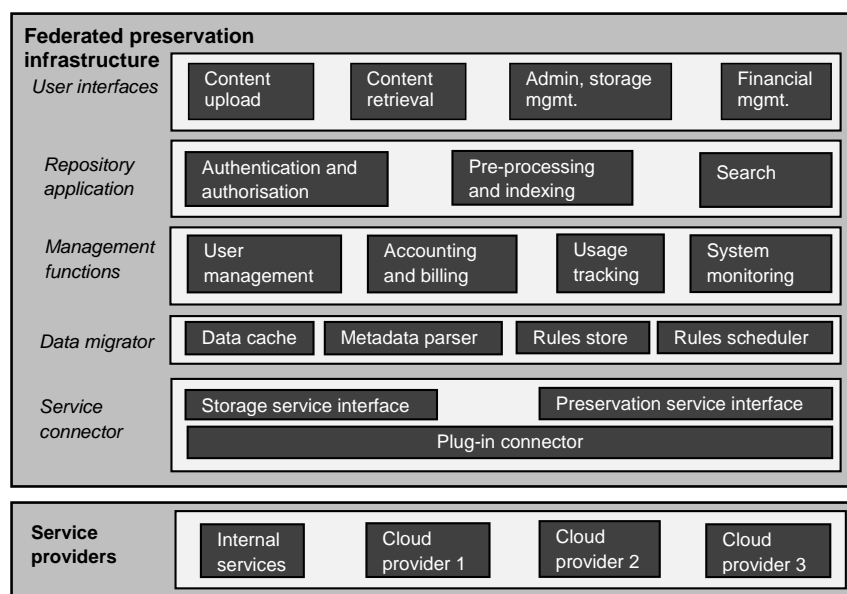 Federated preservation
infrastructure
User interfaces
Content
upload
Content
retrieval
Admin, storage
mgmt.
Financial
mgmt.
Repository
application
Authentication and
authorisation
Pre-processing
and indexing
Search
Management
functions
User
management
Accounting
and billing
Usage
tracking
System
monitoring
Data migrator
Data cache
Metadata parser
Rules store
Rules scheduler
Service
connector
Storage service interface
Preservation service interface
Plug-in connector
Service
providers
Internal
services
Cloud
provider 1
Cloud
provider 2
Cloud
provider 3